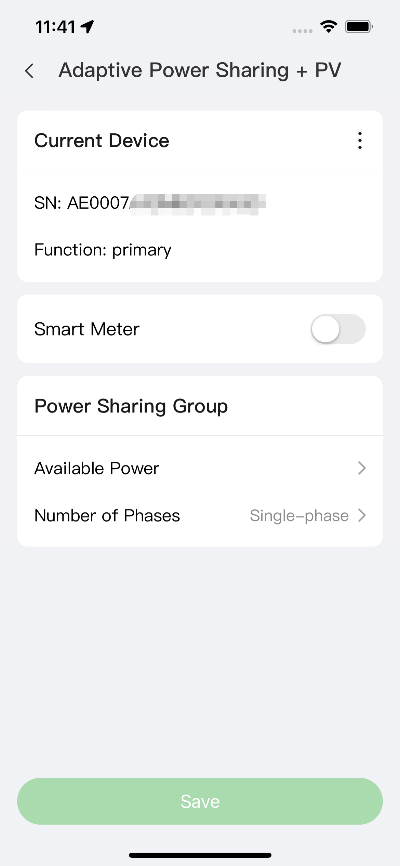 11:41
Adaptive Power Sharing + PV
Current Device
SN: AE0007
Function: primary
Smart Meter
Power Sharing Group
Available Power
Number of Phases Single-phase
Save